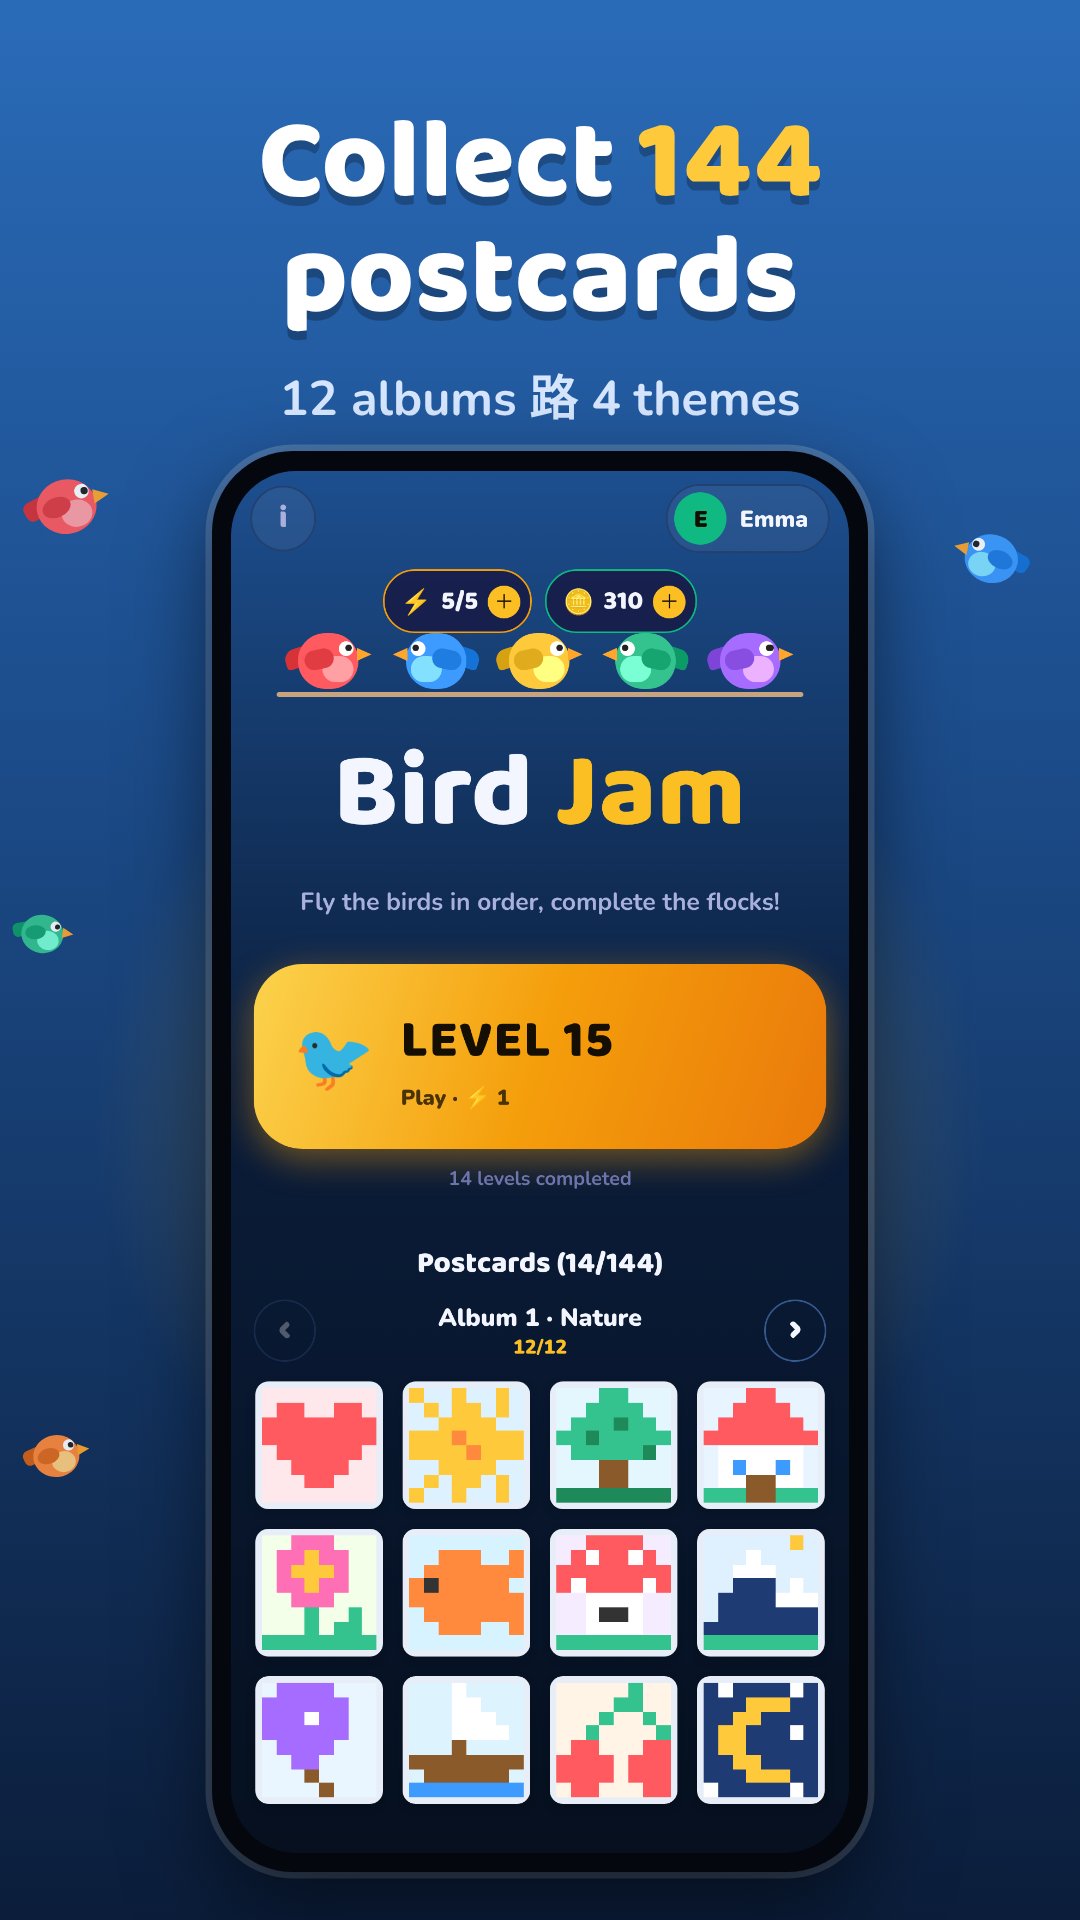 Collect 144
postcards
12 albums 路 4 themes
i
E Emma
5/5 +
310 +
Bird Jam
Fly the birds in order, complete the flocks!
LEVEL 15
Play · ⚡ 1
14 levels completed
Postcards (14/144)
Album 1 · Nature
12/12